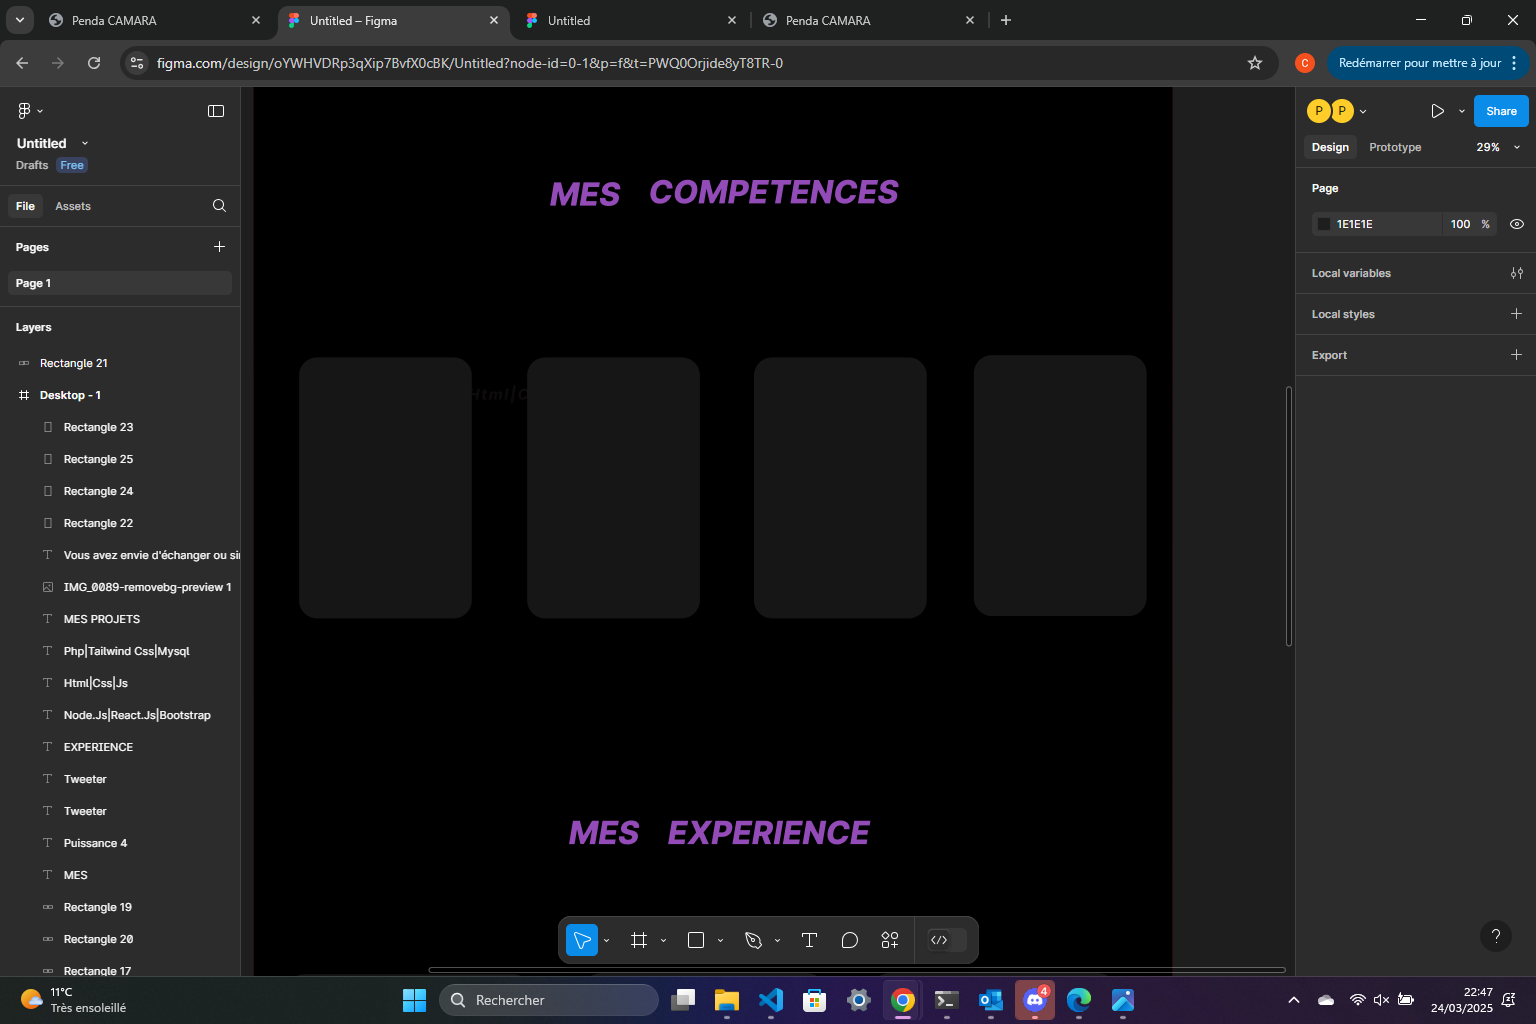 Penda CAMARA
Untitled – Figma
Untitled
Penda CAMARA
figma.com/design/oYWHVDRp3qXip7BvfX0cBK/Untitled?node-id=0-1&p=f&t=PWQ0Orjide8yT8TR-0
C
Redémarrer pour mettre à jour
Untitled
Drafts Free
File Assets
Pages
Page 1
Layers
Rectangle 21
Desktop - 1
Rectangle 23
Rectangle 25
Rectangle 24
Rectangle 22
Vous avez envie d'échanger ou si
IMG_0089-removebg-preview 1
MES PROJETS
Php|Tailwind Css|Mysql
Html|Css|Js
Node.Js|React.Js|Bootstrap
EXPERIENCE
Tweeter
Tweeter
Puissance 4
MES
Rectangle 19
Rectangle 20
Rectangle 17
MES COMPETENCES
Html|C
MES EXPERIENCE
P P
Share
Design Prototype 29%
Page
1E1E1E 100 %
Local variables
Local styles
Export
?
11°C
Très ensoleillé
Rechercher
4
22:47
24/03/2025